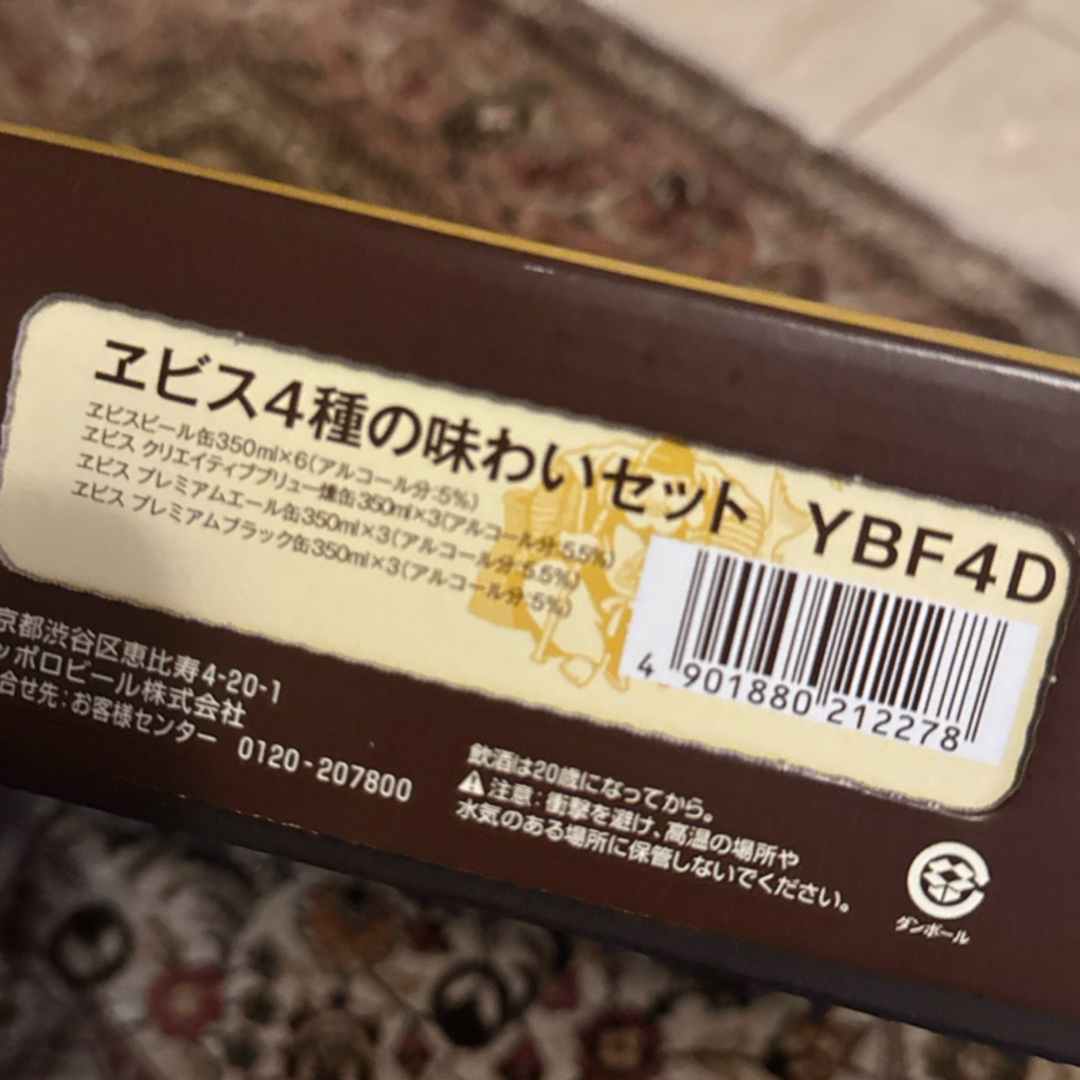 ヱビス4種の味わいセット YBF4D
ヱビスビール缶350ml×6(アルコール分:5%)
ヱビス クリエイティブブリュー燻缶350ml×3(アルコール分:5.5%)
ヱビス プレミアムエール缶350ml×3(アルコール分:5.5%)
ヱビス プレミアムブラック缶350ml×3(アルコール分:5%)
4 901880 212278
京都渋谷区恵比寿4-20-1
ッポロビール株式会社
合せ先:お客様センター 0120-207800
飲酒は20歳になってから。
注意:衝撃を避け、高温の場所や
水気のある場所に保管しないでください。
ダンボール